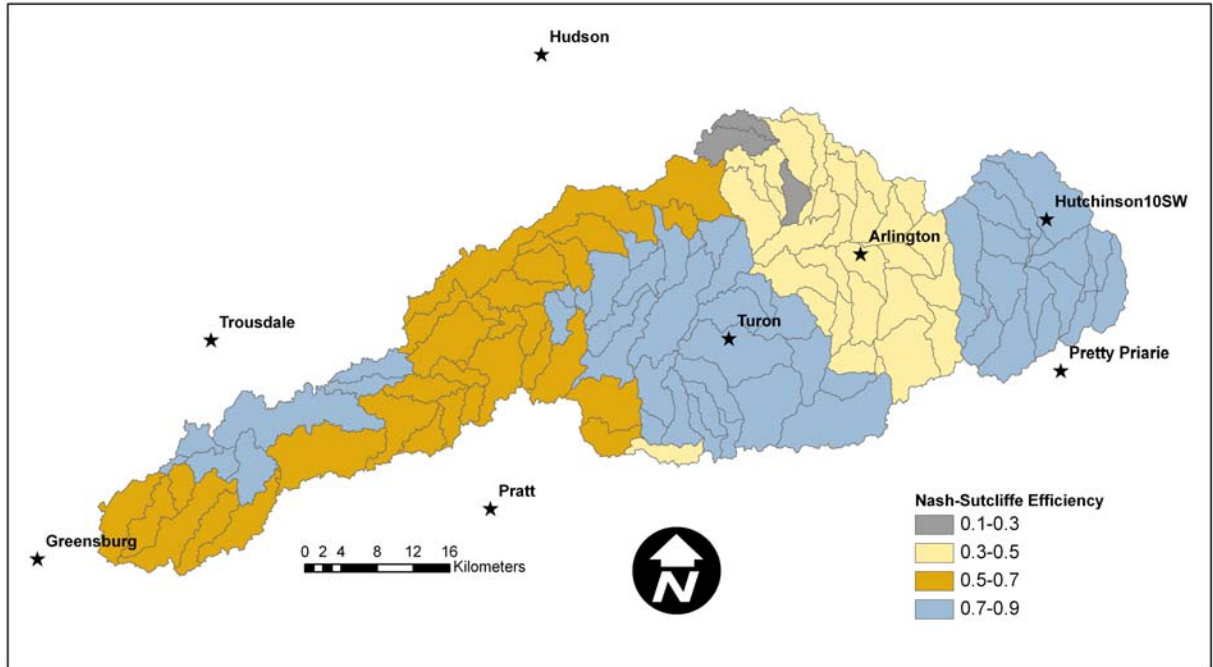 Hudson
Hutchinson10SW
Arlington
Trousdale
Turon
Pretty Priarie
Pratt
Greensburg
0 2 4 8 12 16
Kilometers
N
Nash-Sutcliffe Efficiency
0.1-0.3
0.3-0.5
0.5-0.7
0.7-0.9